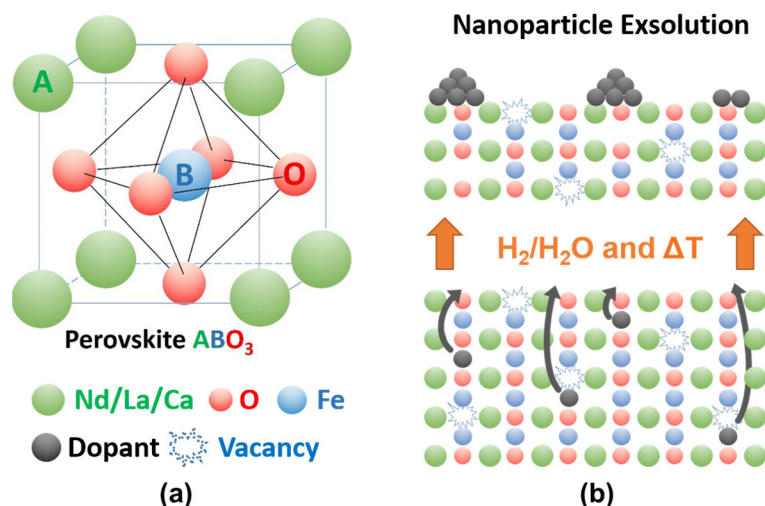 A
B
O
Perovskite ABO₃
Nd/La/Ca O Fe
Dopant Vacancy
(a)
Nanoparticle Exsolution
H₂/H₂O and ΔT
(b)